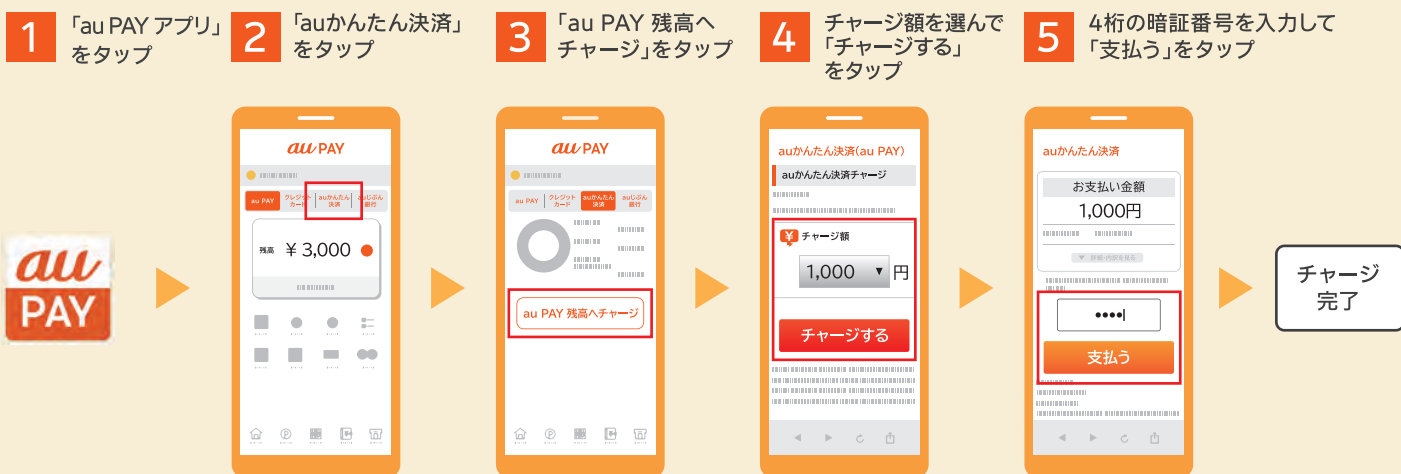 1
「au PAY アプリ」
をタップ
2
「auかんたん決済」
をタップ
3
「au PAY 残高へ
チャージ」をタップ
4
チャージ額を選んで
「チャージする」
をタップ
5
4桁の暗証番号を入力して
「支払う」をタップ
au
PAY
au PAY
au PAY
クレジット
カード
auかんたん
決済
auじぶん
銀行
残高 ¥ 3,000
au PAY
au PAY
クレジット
カード
auかんたん
決済
auじぶん
銀行
au PAY 残高へチャージ
auかんたん決済(au PAY)
auかんたん決済チャージ
¥ チャージ額
1,000 ▼ 円
チャージする
auかんたん決済
お支払い金額
1,000円
▼ 詳細・内訳を見る
••••
支払う
チャージ
完了